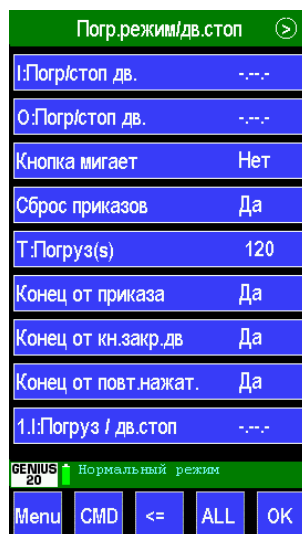 Погр.режим/дв.стоп
I:Погр/стоп дв. -.--.-
O:Погр/стоп дв. -.--.-
Кнопка мигает Нет
Сброс приказов Да
T:Погруз(s) 120
Конец от приказа Да
Конец от кн.закр.дв Да
Конец от повт.нажат. Да
1.I:Погруз / дв.стоп -.--.-
GENIUS
20
Нормальный режим
Menu CMD <= ALL OK